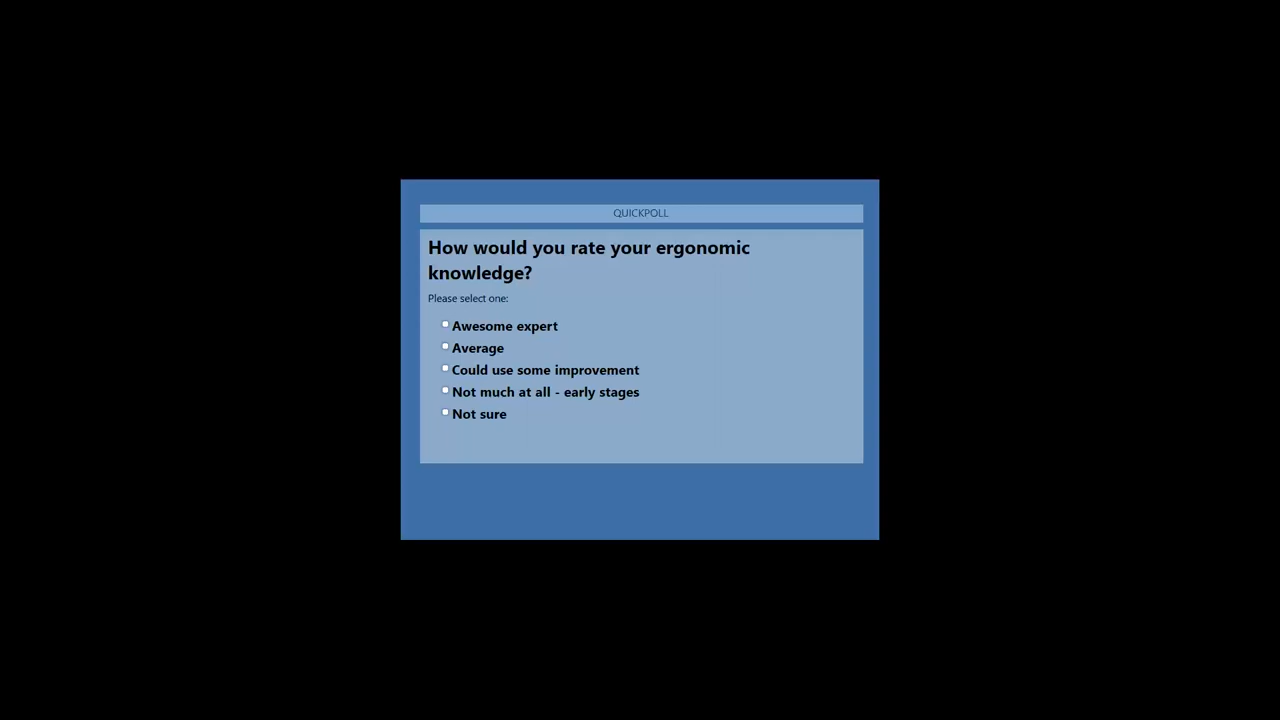 QUICKPOLL
How would you rate your ergonomic
knowledge?
Please select one:
Awesome expert
Average
Could use some improvement
Not much at all - early stages
Not sure